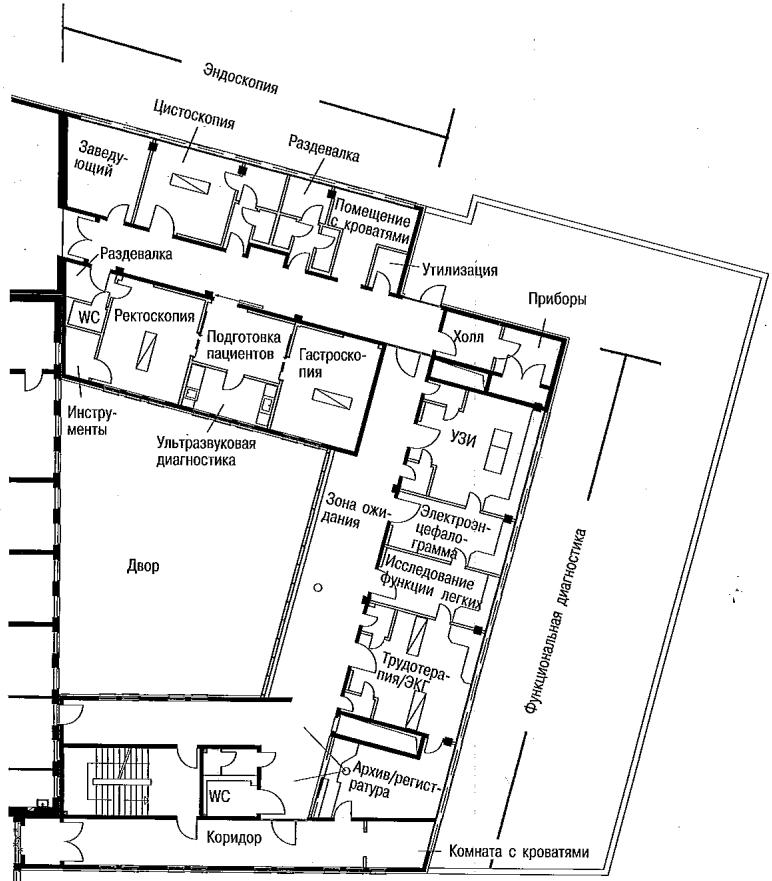 Эндоскопия
Цистоскопия
Раздевалка
Заведу-
ющий
Помещение
с кроватями
Раздевалка
Утилизация
Приборы
WC
Ректоскопия
Подготовка
пациентов
Гастроско-
пия
Холл
Инстру-
менты
Ультразвуковая
диагностика
УЗИ
Зона ожи-
дания
Электроэн-
цефало-
грамма
Двор
Исследование
функции легких
Функциональная диагностика
Трудотера-
пия/ЭКГ
Архив/регист-
ратура
WC
Коридор
Комната с кроватями